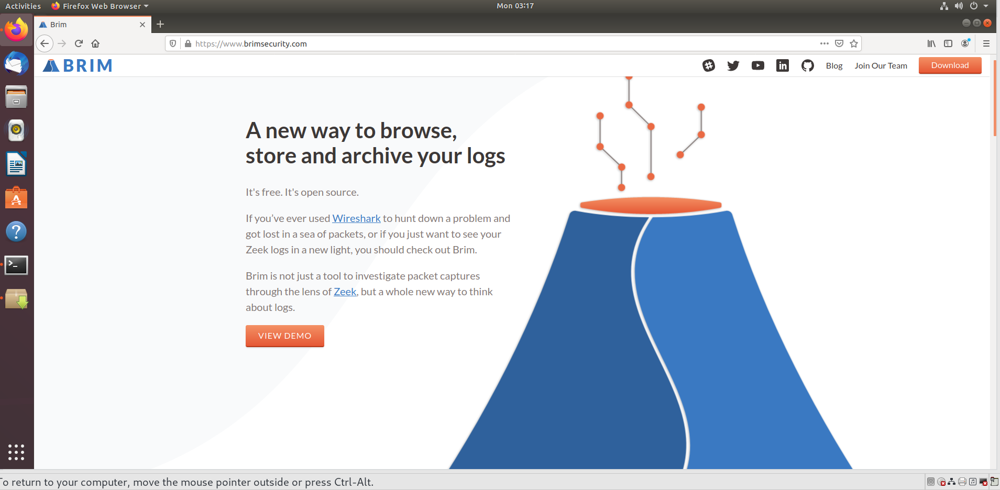 Activities Firefox Web Browser Mon 03:17
Brim
https://www.brimsecurity.com
BRIM Blog Join Our Team Download
A new way to browse,
store and archive your logs
It's free. It's open source.
If you’ve ever used Wireshark to hunt down a problem and
got lost in a sea of packets, or if you just want to see your
Zeek logs in a new light, you should check out Brim.
Brim is not just a tool to investigate packet captures
through the lens of Zeek, but a whole new way to think
about logs.
VIEW DEMO
To return to your computer, move the mouse pointer outside or press Ctrl-Alt.